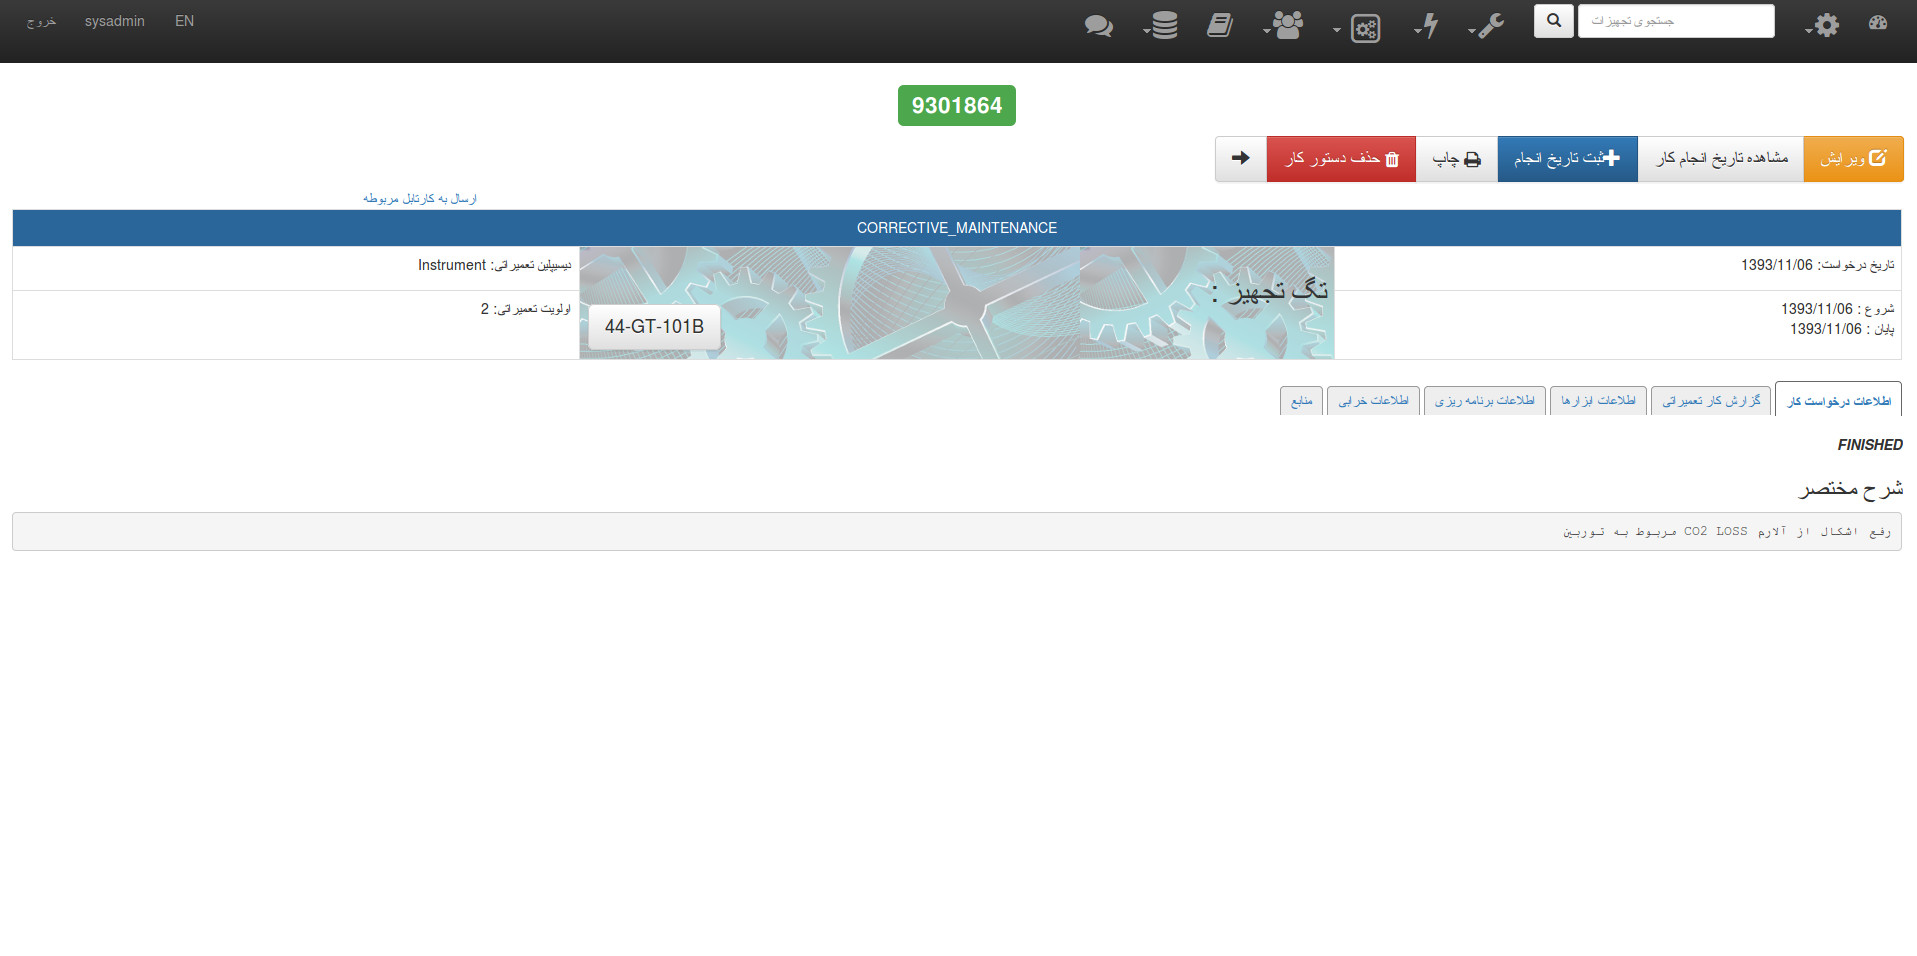 جستجوی تجهیزات
EN
sysadmin
خروج
9301864
ویرایش
مشاهده تاریخ انجام کار
ثبت تاریخ انجام
چاپ
حذف دستور کار
ارسال به کارتابل مربوطه
CORRECTIVE_MAINTENANCE
تاریخ درخواست: 1393/11/06
تگ تجهیز :
44-GT-101B
دیسیپلین تعمیراتی: Instrument
شروع : 1393/11/06
پایان : 1393/11/06
اولویت تعمیراتی: 2
اطلاعات درخواست کار
گزارش کار تعمیراتی
اطلاعات ابزارها
اطلاعات برنامه ریزی
اطلاعات خرابی
منابع
FINISHED
شرح مختصر
رفع اشکال از آلارم CO2 LOSS مربوط به توربین